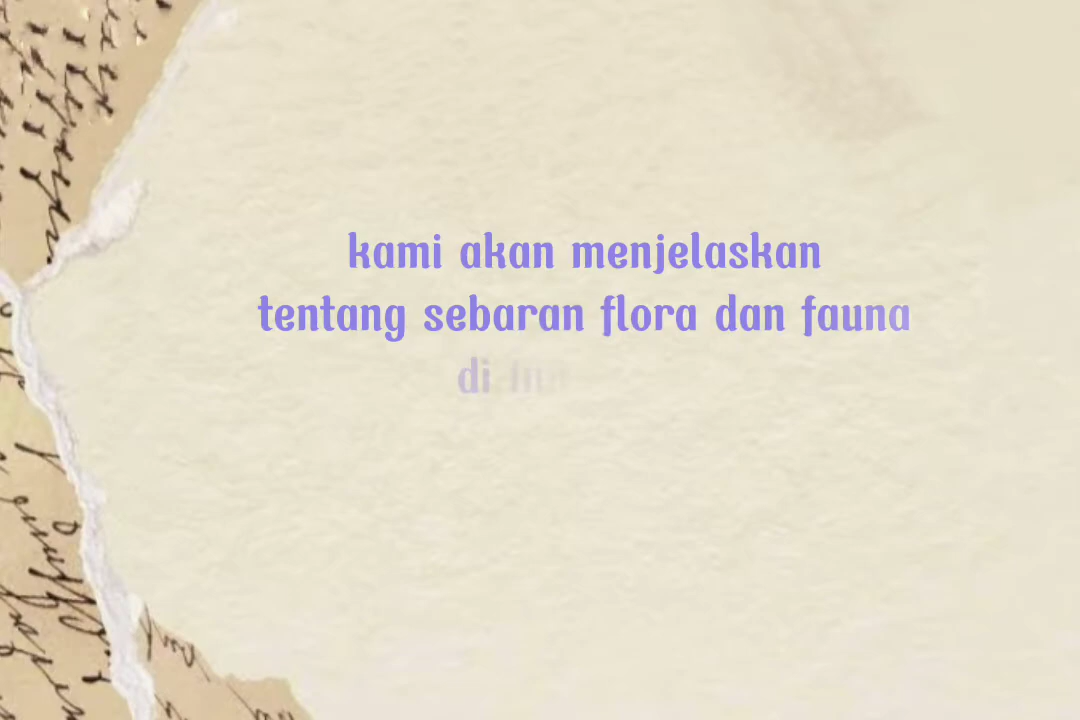 kami akan menjelaskan
tentang sebaran flora dan fauna
di